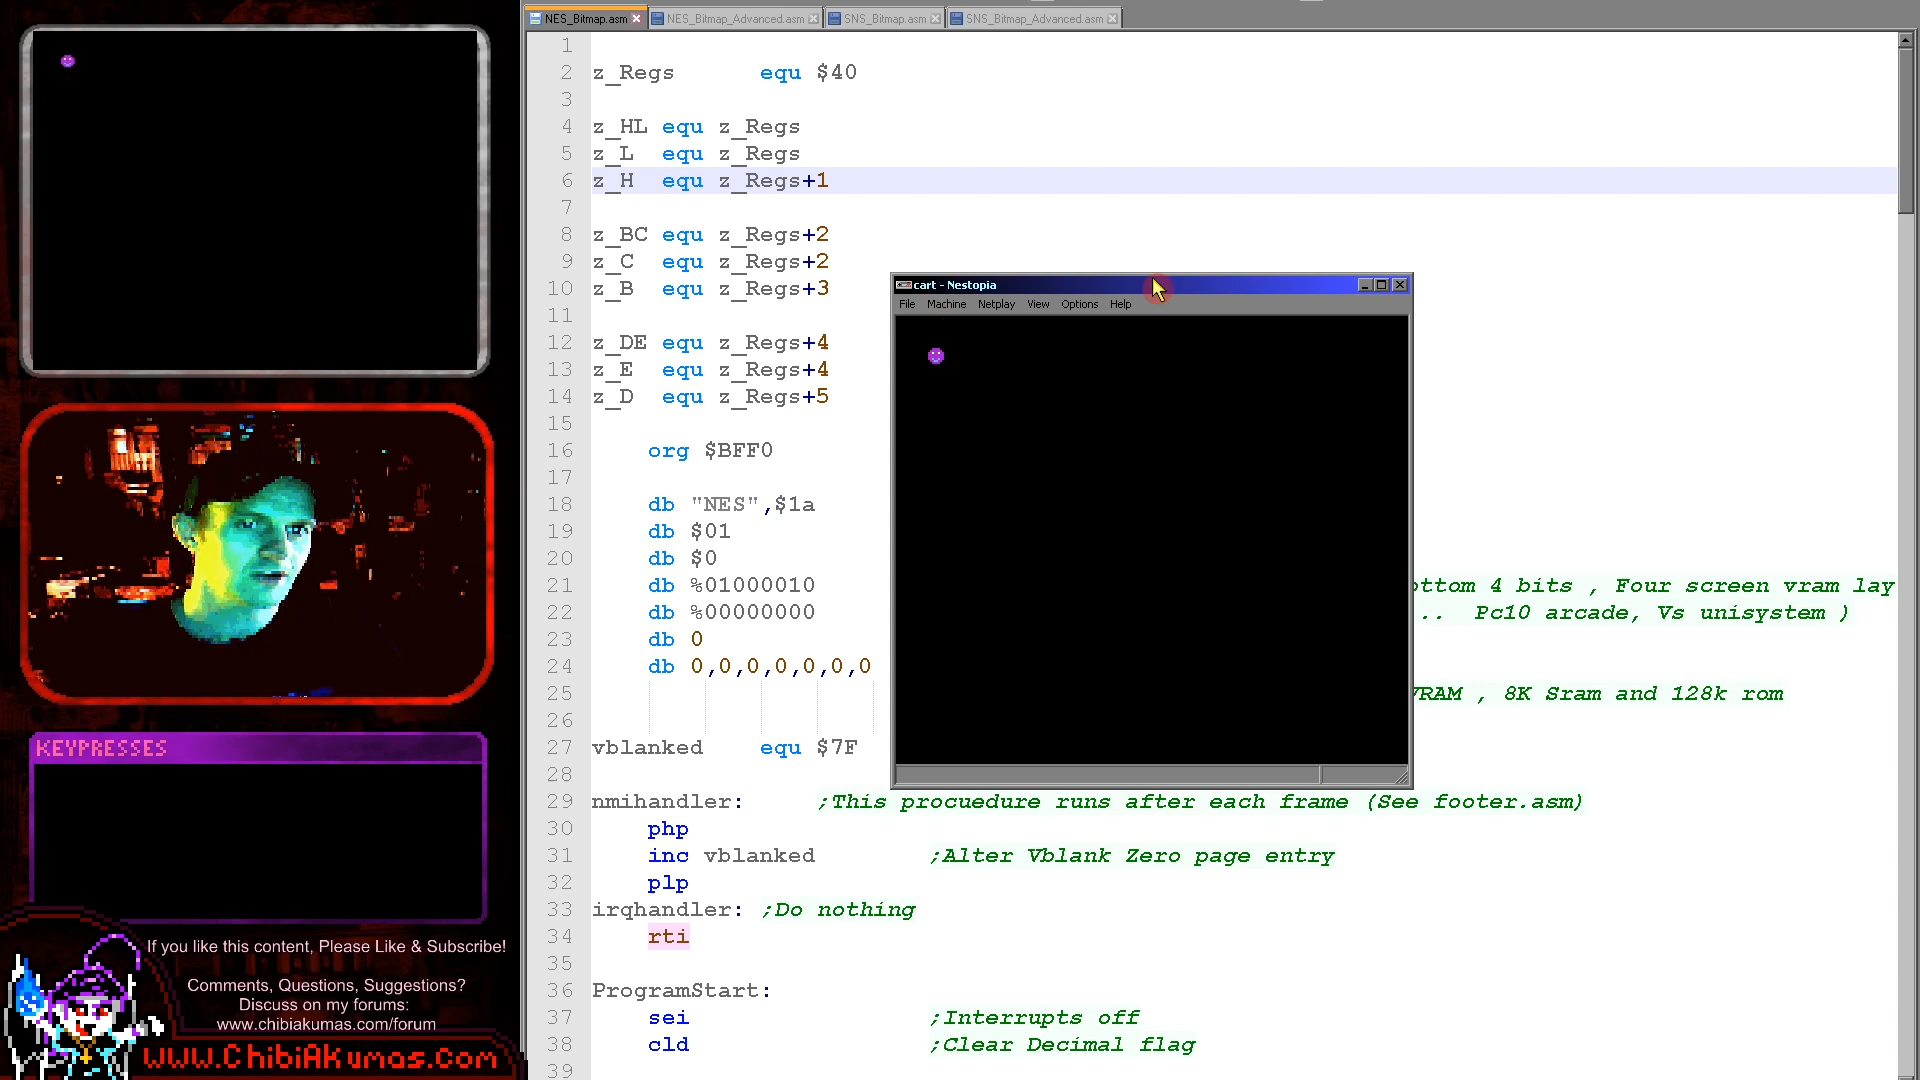 NES_Bitmap.asm NES_Bitmap_Advanced.asm SNS_Bitmap.asm SNS_Bitmap_Advanced.asm
1
2 z_Regs equ $40
3
4 z_HL equ z_Regs
5 z_L equ z_Regs
6 z_H equ z_Regs+1
7
8 z_BC equ z_Regs+2
9 z_C equ z_Regs+2
10 z_B equ z_Regs+3
11
12 z_DE equ z_Regs+4
13 z_E equ z_Regs+4
14 z_D equ z_Regs+5
15
16 org $BFF0
17
18 db "NES",$1a
19 db $01
20 db $0
21 db %01000010 ottom 4 bits , Four screen vram lay
22 db %00000000 .. Pc10 arcade, Vs unisystem )
23 db 0
24 db 0,0,0,0,0,0,0
25 VRAM , 8K Sram and 128k rom
26
27 vblanked equ $7F
28
29 nmihandler: ;This procuedure runs after each frame (See footer.asm)
30 php
31 inc vblanked ;Alter Vblank Zero page entry
32 plp
33 irqhandler: ;Do nothing
34 rti
35
36 ProgramStart:
37 sei ;Interrupts off
38 cld ;Clear Decimal flag
39
cart - Nestopia
File Machine Netplay View Options Help
KEYPRESSES
If you like this content, Please Like & Subscribe!
Comments, Questions, Suggestions?
Discuss on my forums:
www.chibiakumas.com/forum
www.ChibiAkumas.com